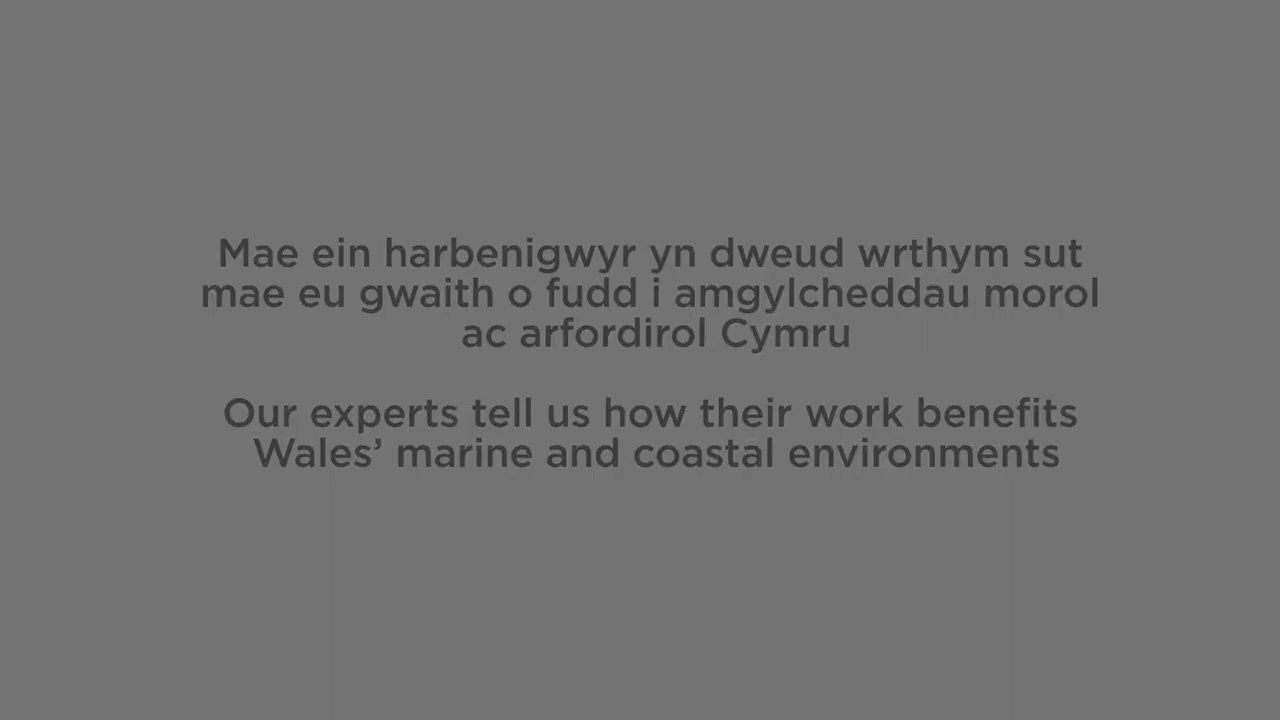 Mae ein harbenigwyr yn dweud wrthym sut
mae eu gwaith o fudd i amgylcheddau morol
ac arfordirol Cymru
Our experts tell us how their work benefits
Wales’ marine and coastal environments